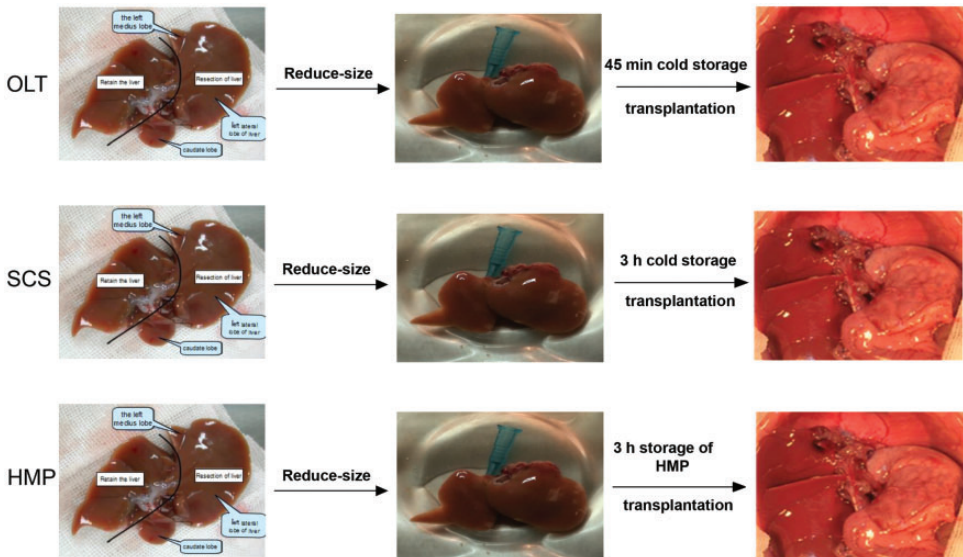 the left
medius lobe
Retain the liver
Resection of liver
left lateral
lobe of liver
caudate lobe
OLT
Reduce-size
45 min cold storage
transplantation
the left
medius lobe
Retain the liver
Resection of liver
left lateral
lobe of liver
caudate lobe
SCS
Reduce-size
3 h cold storage
transplantation
the left
medius lobe
Retain the liver
Resection of liver
left lateral
lobe of liver
caudate lobe
HMP
Reduce-size
3 h storage of
HMP
transplantation